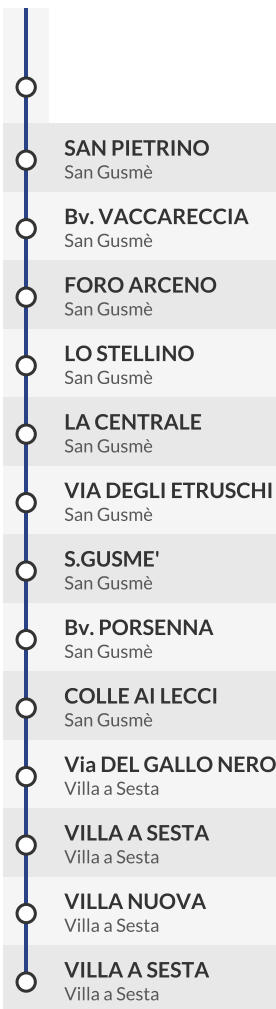 SAN PIETRINO
San Gusmè
Bv. VACCARECCIA
San Gusmè
FORO ARCENO
San Gusmè
LO STELLINO
San Gusmè
LA CENTRALE
San Gusmè
VIA DEGLI ETRUSCHI
San Gusmè
S.GUSME'
San Gusmè
Bv. PORSENNA
San Gusmè
COLLE AI LECCI
San Gusmè
Via DEL GALLO NERO
Villa a Sesta
VILLA A SESTA
Villa a Sesta
VILLA NUOVA
Villa a Sesta
VILLA A SESTA
Villa a Sesta